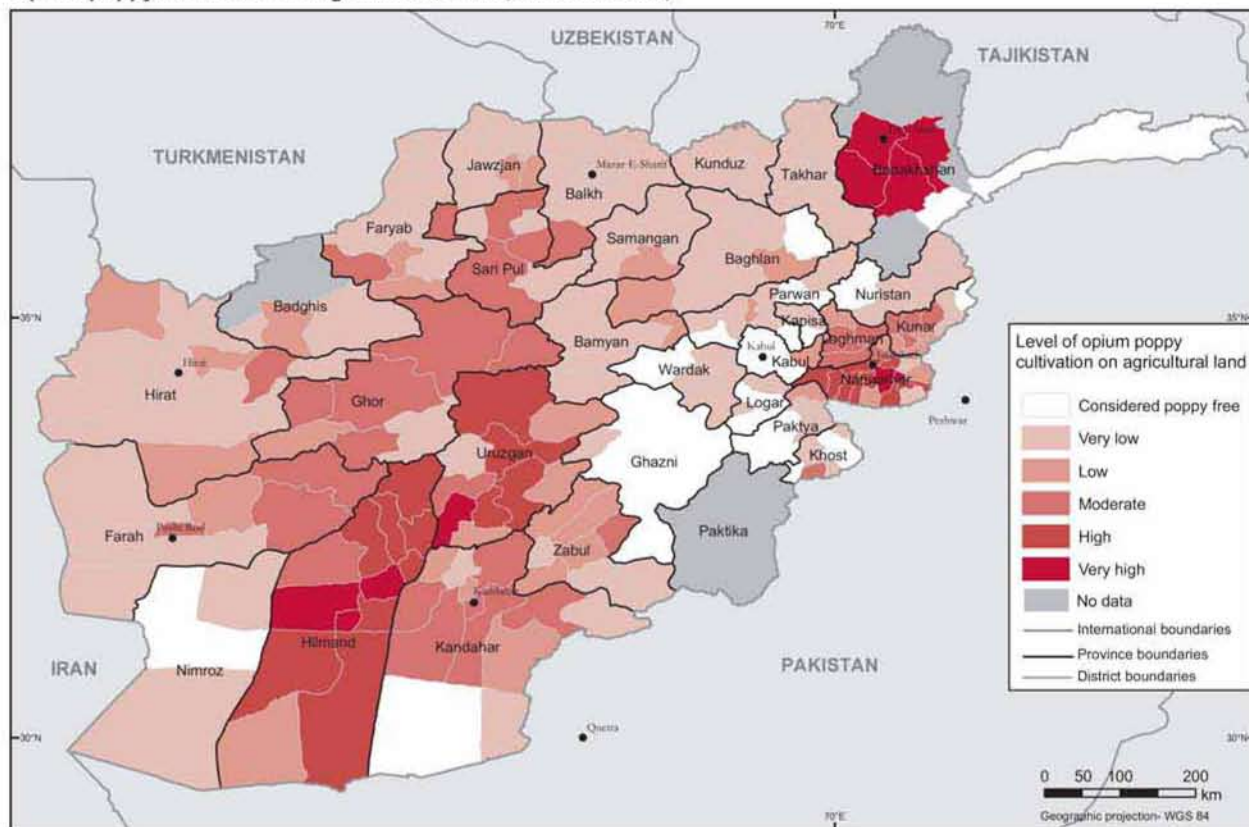 70°E
UZBEKISTAN
TAJIKISTAN
TURKMENISTAN
Jawzjan
Mazar E-Sharif
Balkh
Kunduz
Takhar
Badakhshan
Faryab
Samangan
Sari Pul
Baghlan
Badghis
Parwan
Nuristan
35°N
35°N
Kapisa
Kunar
Bamyan
Laghman
Kabul
Kabul
Hirat
Wardak
Hirat
Ghor
Logar
Peshawar
Paktya
Uruzgan
Ghazni
Khost
Farah
Zabul
Paktika
Hilmand
Kandahar
IRAN
Nimroz
PAKISTAN
Quetta
30°N
30°N
70°E
Level of opium poppy
cultivation on agricultural land
Considered poppy free
Very low
Low
Moderate
High
Very high
No data
International boundaries
Province boundaries
District boundaries
0 50 100 200
km
Geographic projection- WGS 84